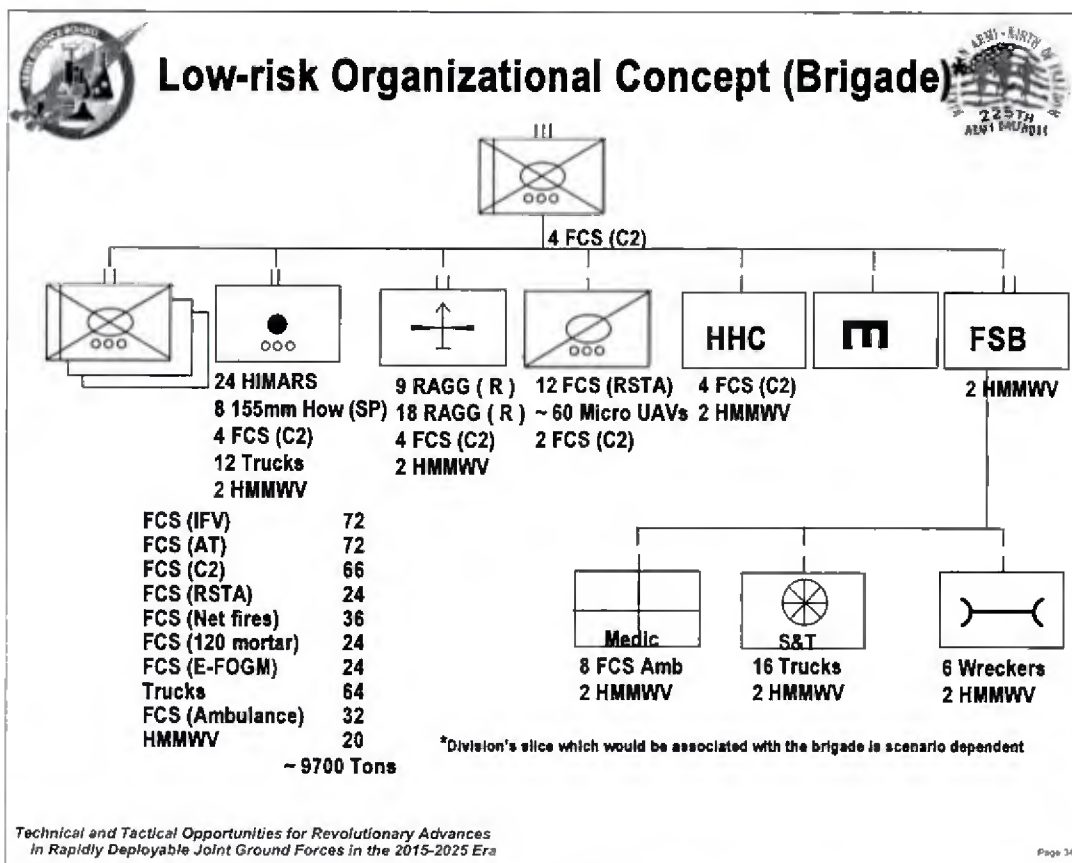 Low-risk Organizational Concept (Brigade)*
225TH
4 FCS (C2)
24 HIMARS
8 155mm How (SP)
4 FCS (C2)
12 Trucks
2 HMMWV
9 RAGG ( R )
18 RAGG ( R )
4 FCS (C2)
2 HMMWV
12 FCS (RSTA)
~ 60 Micro UAVs
2 FCS (C2)
HHC
4 FCS (C2)
2 HMMWV
FSB
2 HMMWV
FCS (IFV) 72
FCS (AT) 72
FCS (C2) 66
FCS (RSTA) 24
FCS (Net fires) 36
FCS (120 mortar) 24
FCS (E-FOGM) 24
Trucks 64
FCS (Ambulance) 32
HMMWV 20
~ 9700 Tons
Medic
8 FCS Amb
2 HMMWV
S&T
16 Trucks
2 HMMWV
6 Wreckers
2 HMMWV
*Division's slice which would be associated with the brigade is scenario dependent
Technical and Tactical Opportunities for Revolutionary Advances
in Rapidly Deployable Joint Ground Forces in the 2015-2025 Era
Page 34